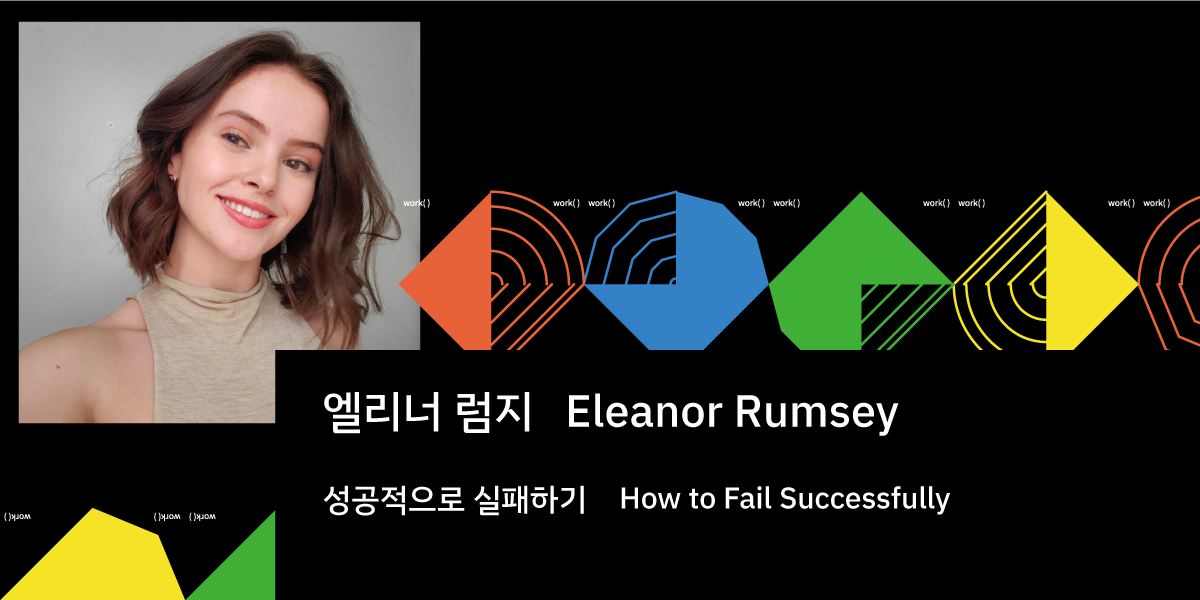 work( ) work( ) work( ) work( ) work( ) work( ) work( ) work( ) work( )
엘리너 럼지 Eleanor Rumsey
성공적으로 실패하기 How to Fail Successfully
work( ) work( ) work( )